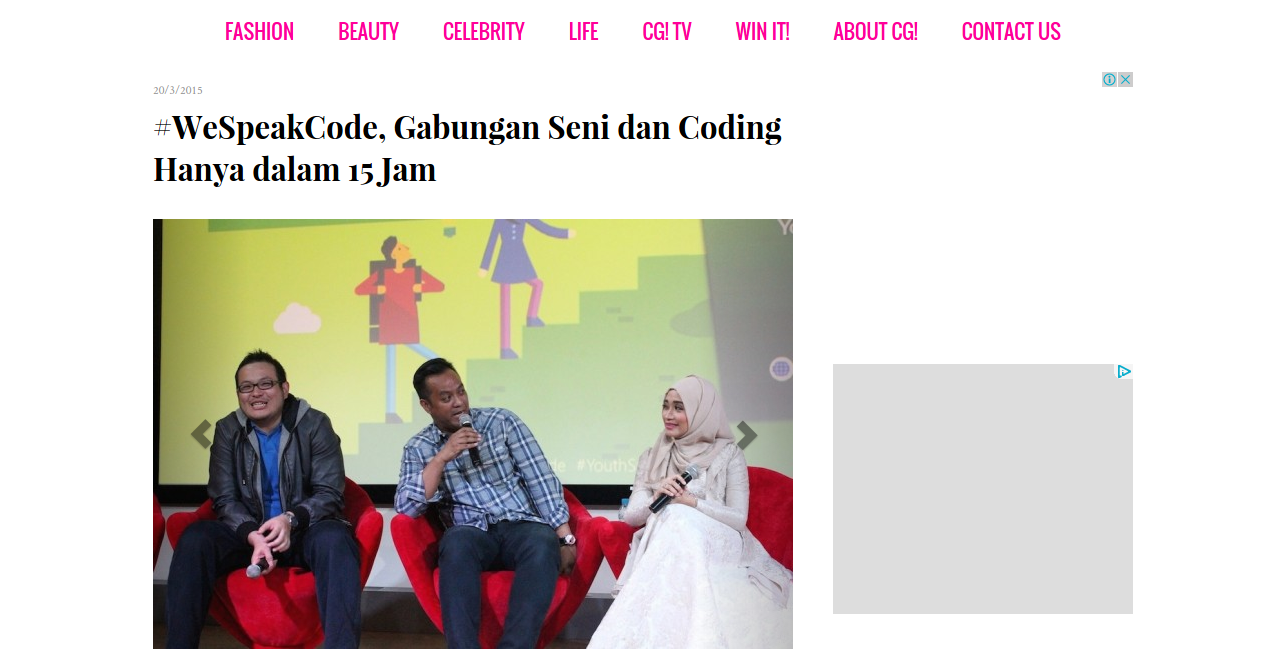 FASHION BEAUTY CELEBRITY LIFE CG! TV WIN IT! ABOUT CG! CONTACT US
20/3/2015
#WeSpeakCode, Gabungan Seni dan Coding
Hanya dalam 15 Jam